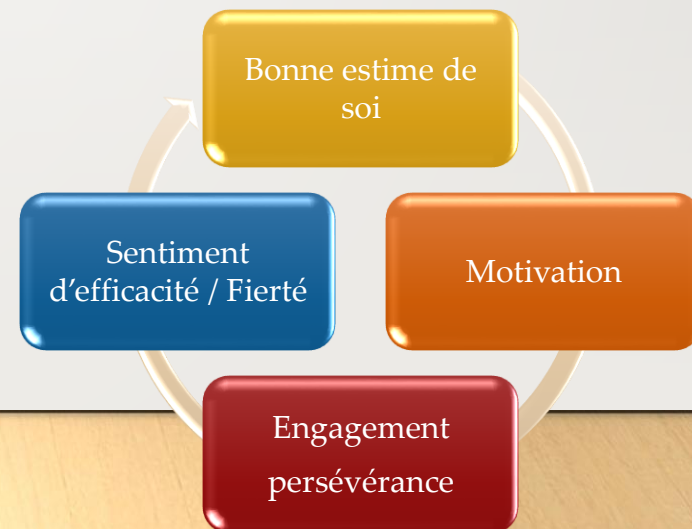 Bonne estime de
soi
Sentiment
d'efficacité / Fierté
Motivation
Engagement
persévérance